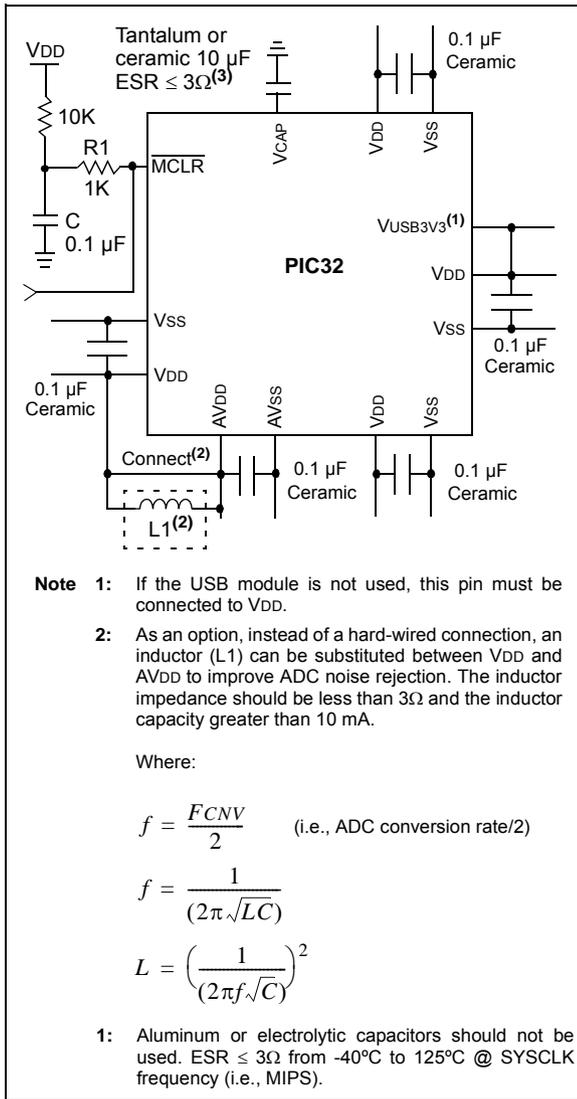 VDD
Tantalum or
ceramic 10 µF
ESR ≤ 3Ω(3)
0.1 µF
Ceramic
10K
R1
1K
C
0.1 µF
MCLR
VCAP
VDD
VSS
VUSB3V3(1)
PIC32
VDD
VSS
0.1 µF
Ceramic
VSS
VDD
0.1 µF
Ceramic
AVDD
AVSS
VDD
VSS
Connect(2)
0.1 µF
Ceramic
0.1 µF
Ceramic
L1(2)
Note 1: If the USB module is not used, this pin must be
connected to VDD.
2: As an option, instead of a hard-wired connection, an
inductor (L1) can be substituted between VDD and
AVDD to improve ADC noise rejection. The inductor
impedance should be less than 3Ω and the inductor
capacity greater than 10 mA.
Where:
f = FCNV / 2 (i.e., ADC conversion rate/2)
f = 1 / (2π√LC)
L = (1 / (2πf√C))²
1: Aluminum or electrolytic capacitors should not be
used. ESR ≤ 3Ω from -40ºC to 125ºC @ SYSCLK
frequency (i.e., MIPS).